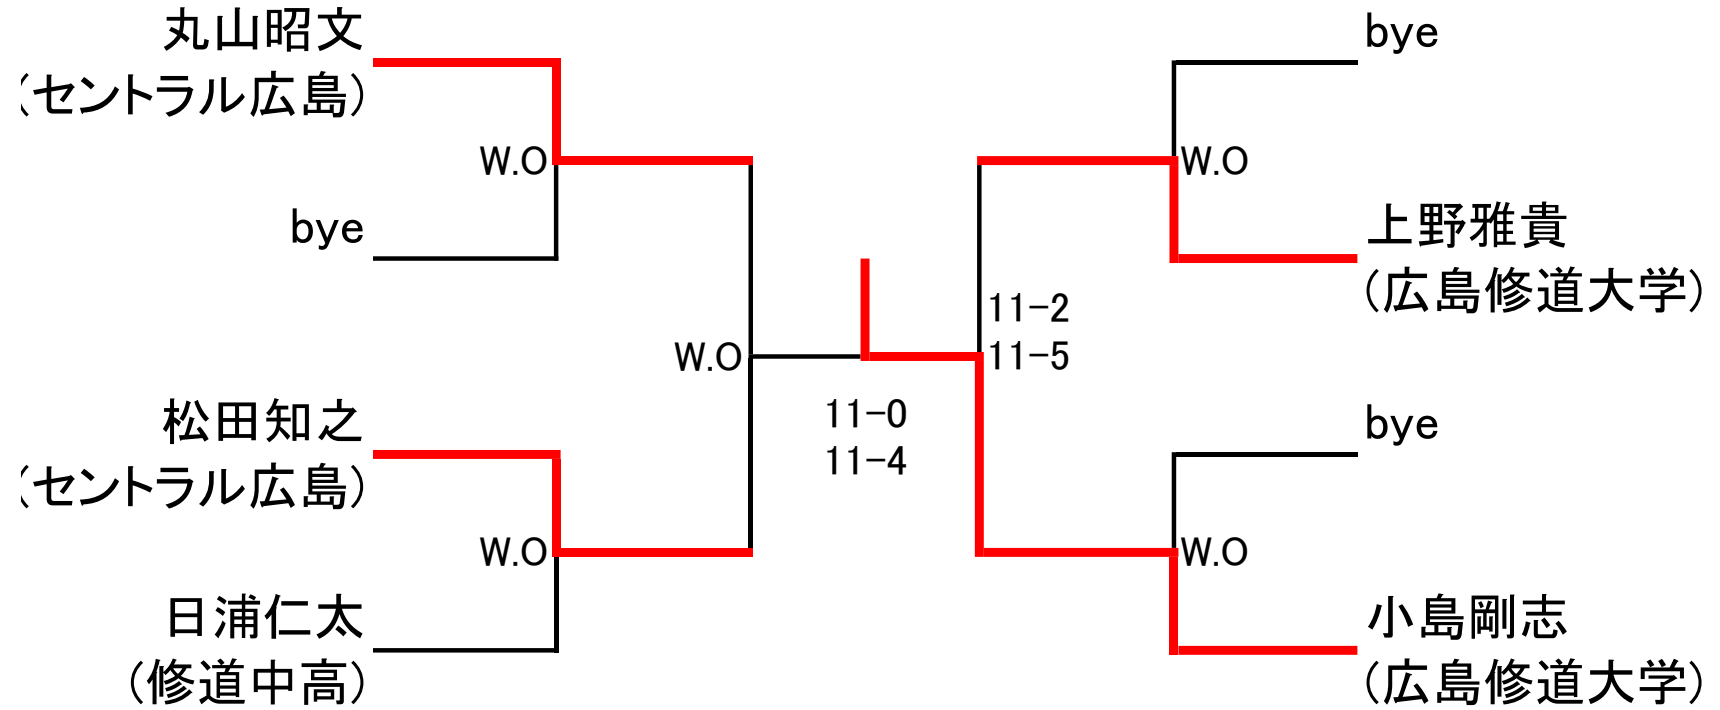 丸山昭文
（セントラル広島）
W.O
bye
W.O
松田知之
（セントラル広島）
W.O
日浦仁太
（修道中高）
11-0
11-4
bye
W.O
上野雅貴
（広島修道大学）
11-2
11-5
bye
W.O
小島剛志
（広島修道大学）